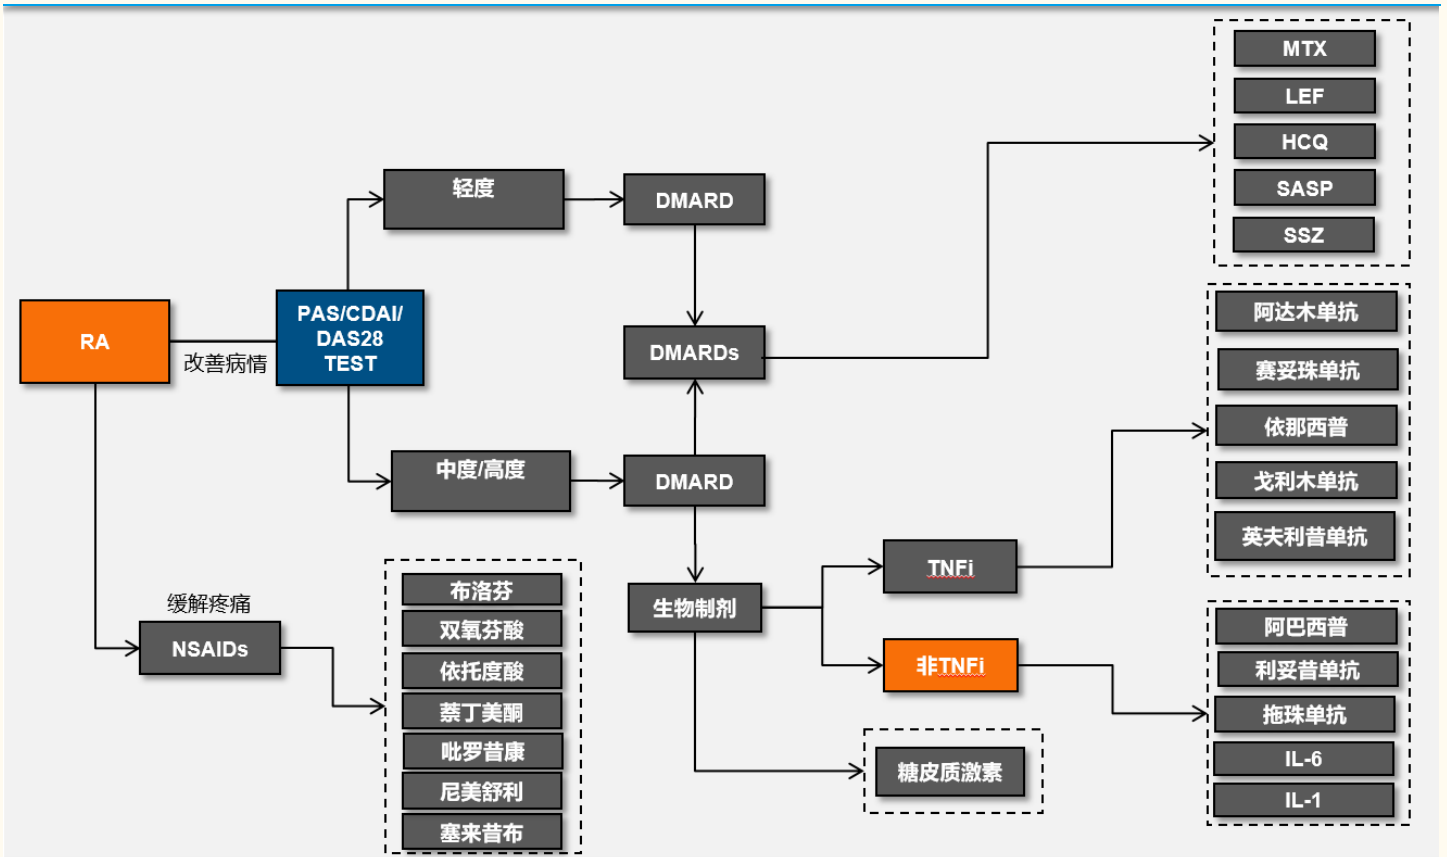 RA
改善病情
PAS/CDAI/
DAS28
TEST
轻度
DMARD
DMARDs
中度/高度
DMARD
生物制剂
TNFi
非TNFi
糖皮质激素
缓解疼痛
NSAIDs
布洛芬
双氧芬酸
依托度酸
萘丁美酮
吡罗昔康
尼美舒利
塞来昔布
MTX
LEF
HCQ
SASP
SSZ
阿达木单抗
赛妥珠单抗
依那西普
戈利木单抗
英夫利昔单抗
阿巴西普
利妥昔单抗
拖珠单抗
IL-6
IL-1